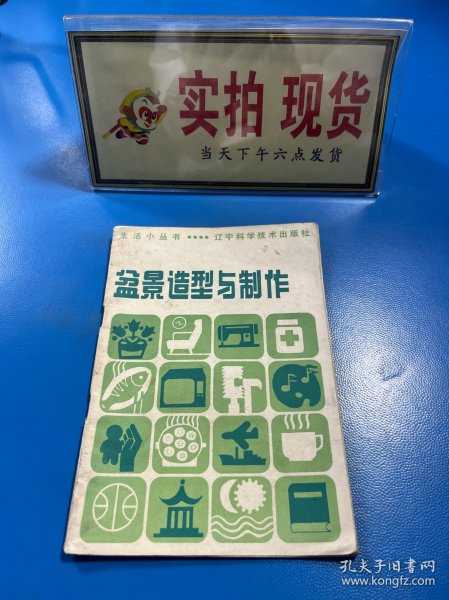 实拍 现货
当天下午六点发货
生活小丛书 •••• 辽宁科学技术出版社
盆景造型与制作
孔夫子旧书网
www.kongfz.com